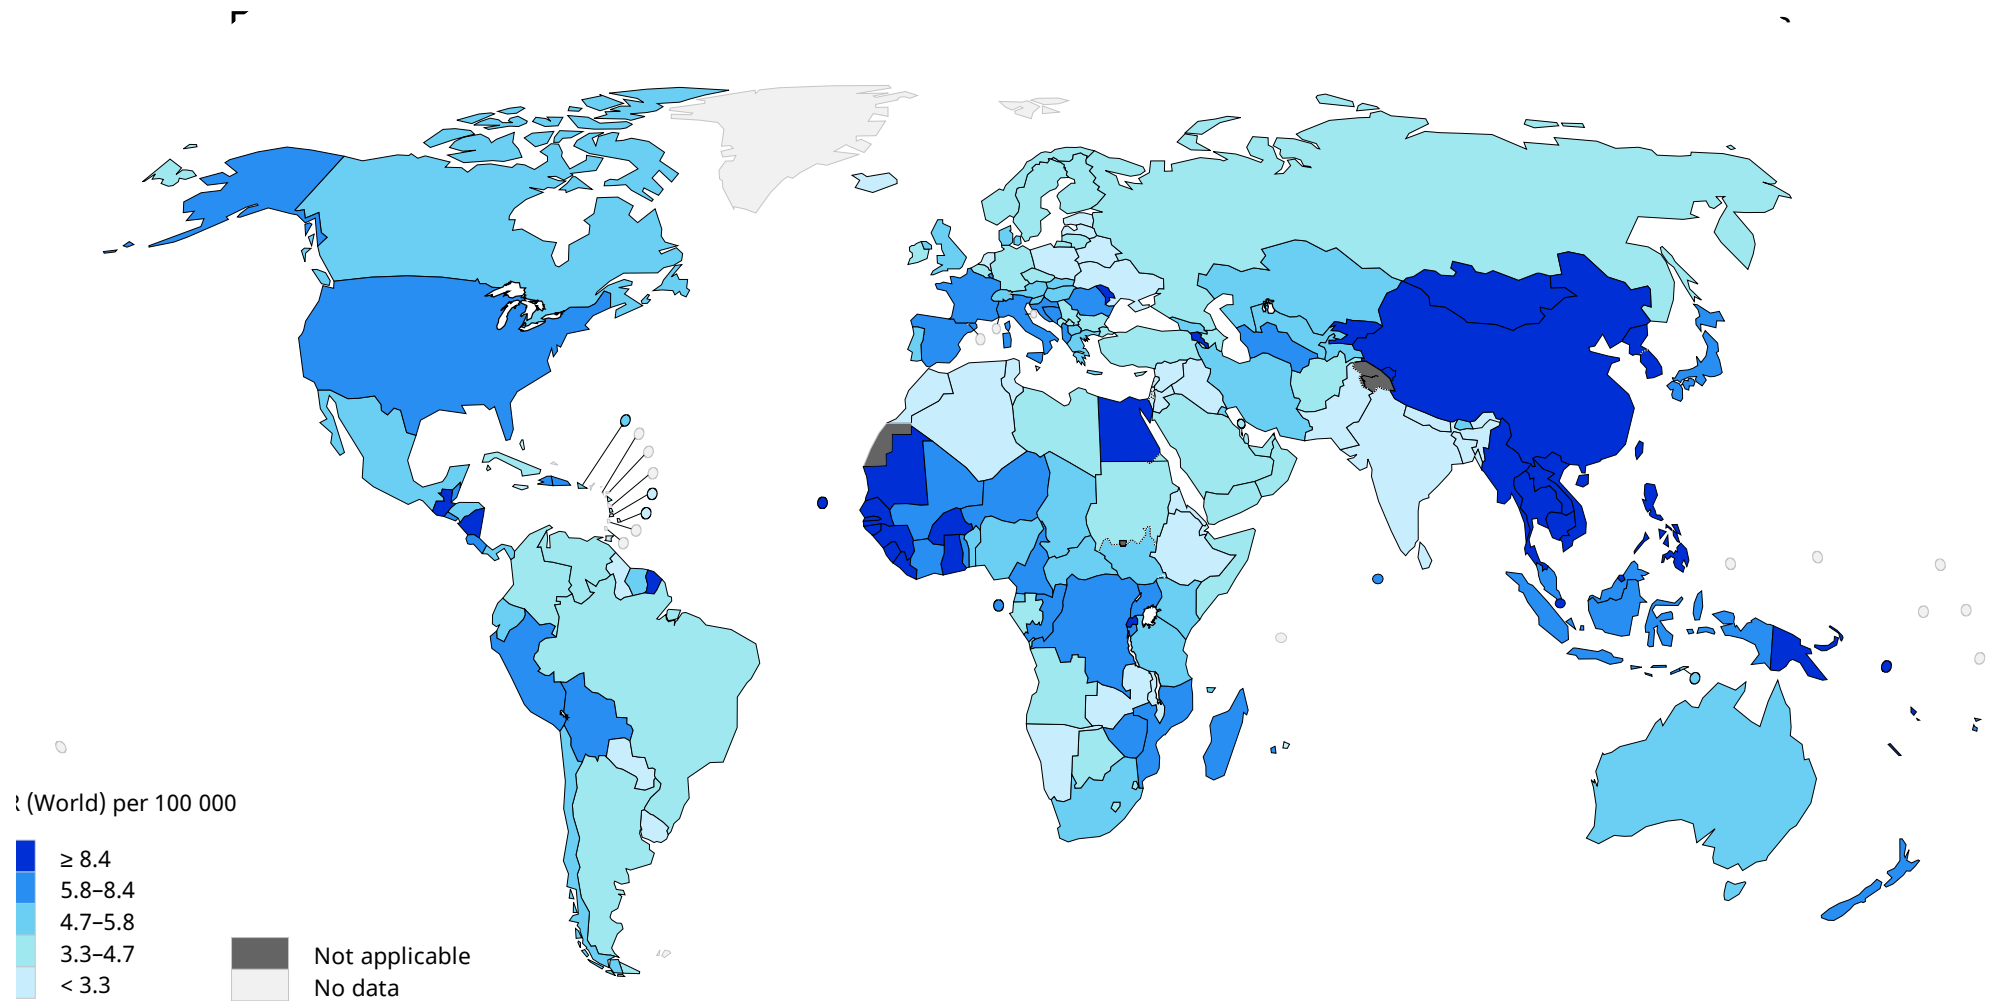 (World) per 100 000
≥ 8.4
5.8–8.4
4.7–5.8
3.3–4.7
< 3.3
Not applicable
No data